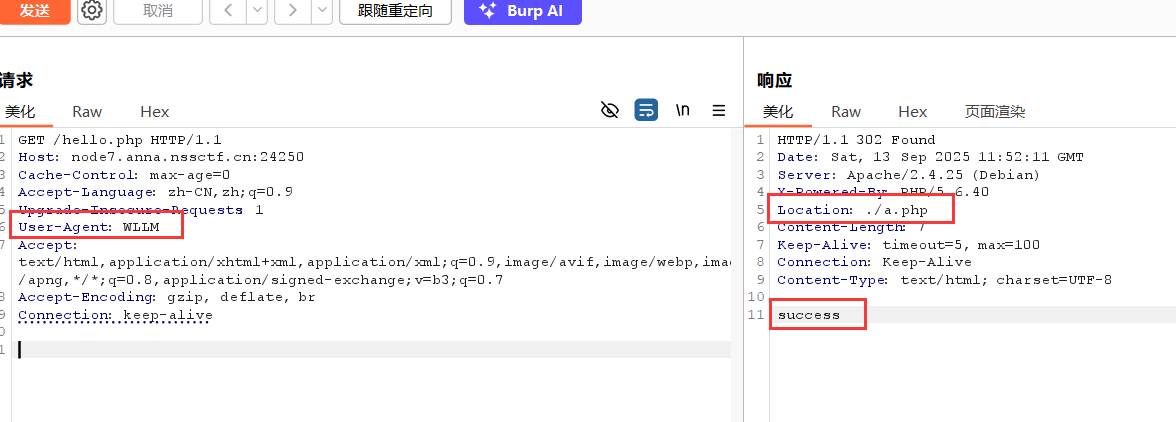 发送
取消
<
>
跟随重定向
Burp AI
请求
美化
Raw
Hex
\n
1 GET /hello.php HTTP/1.1
2 Host: node7.anna.nssctf.cn:24250
3 Cache-Control: max-age=0
4 Accept-Language: zh-CN,zh;q=0.9
5 Upgrade-Insecure-Requests: 1
6 User-Agent: WLLM
7 Accept:
text/html,application/xhtml+xml,application/xml;q=0.9,image/avif,image/webp,imag
/apng,*/*;q=0.8,application/signed-exchange;v=b3;q=0.7
8 Accept-Encoding: gzip, deflate, br
9 Connection: keep-alive
0
1
响应
美化
Raw
Hex
页面渲染
1 HTTP/1.1 302 Found
2 Date: Sat, 13 Sep 2025 11:52:11 GMT
3 Server: Apache/2.4.25 (Debian)
4 X-Powered-By: PHP/5.6.40
5 Location: ./a.php
6 Content-Length: 7
7 Keep-Alive: timeout=5, max=100
8 Connection: Keep-Alive
9 Content-Type: text/html; charset=UTF-8
10
11 success